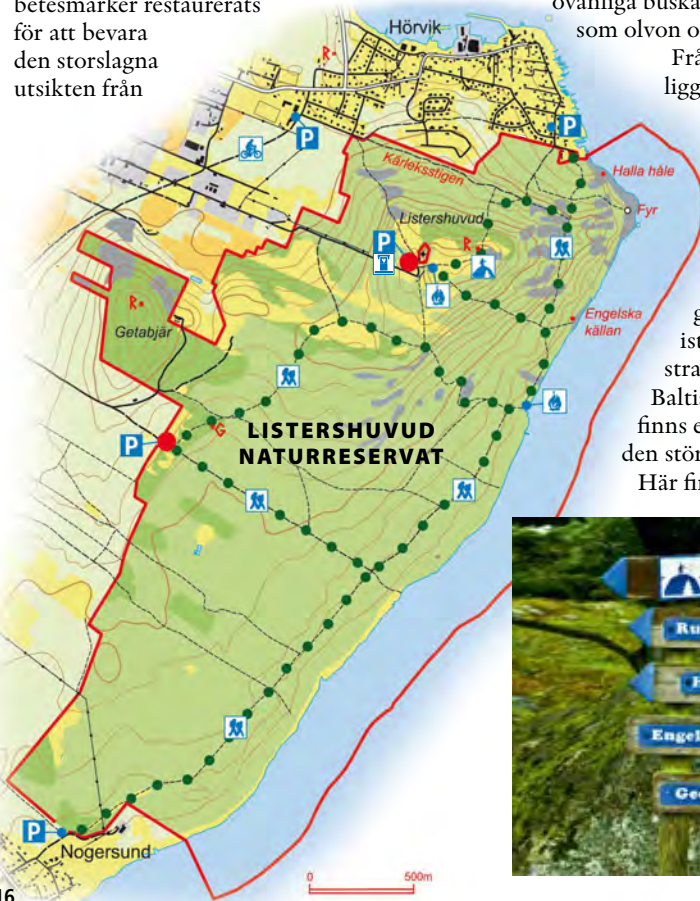 betesmarker restaurerats
för att bevara
den storslagna
utsikten från
ovanliga buska
som olvon o
Frå
ligg
g
ist
stra
Balti
finns e
den stör
Här fin
Hörvik
R
P
P
Kärleksstigen
Halla håle
Listershuvud
Fyr
P
R
R
Getabjär
Engelska
källan
G
P
LISTERSHUVUD
NATURRESERVAT
P
Nogersund
0 500m
Ru
H
Engel
Geo
16